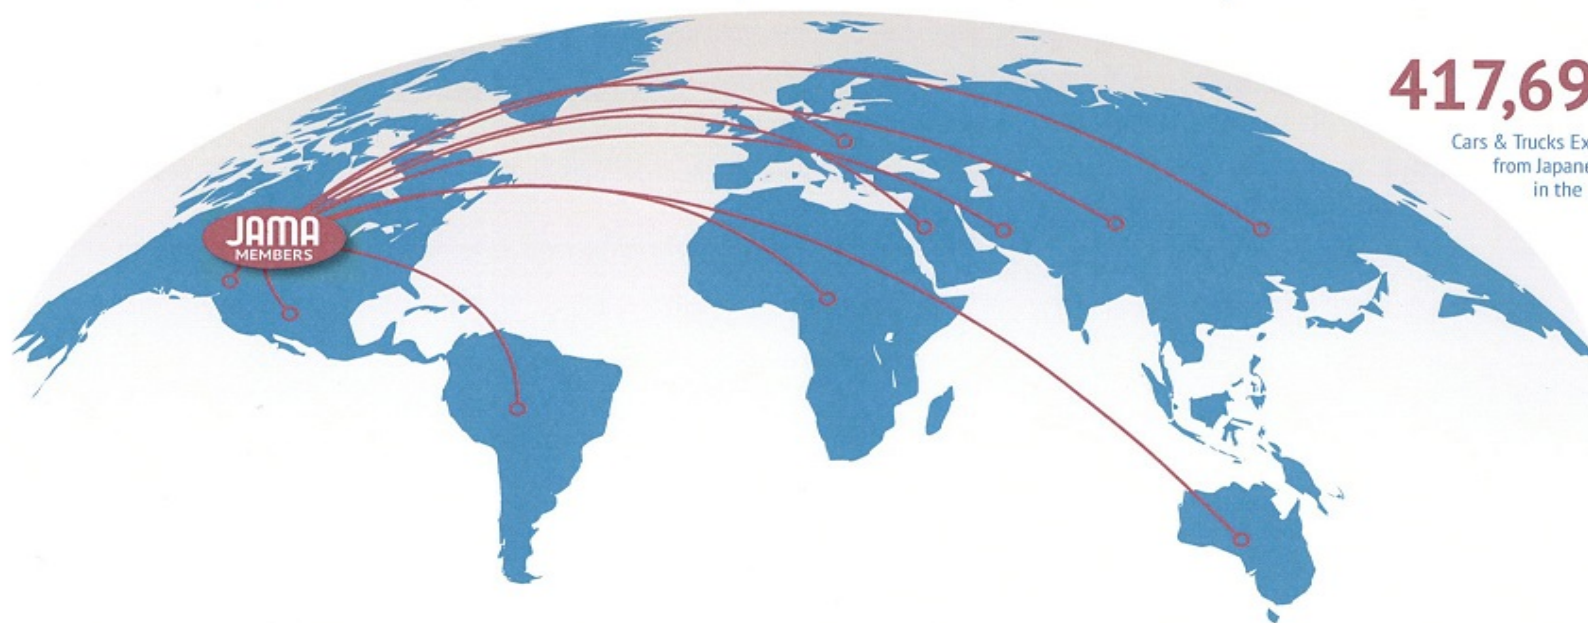 JAMA
MEMBERS
417,69
Cars & Trucks Ex
from Japane
in the